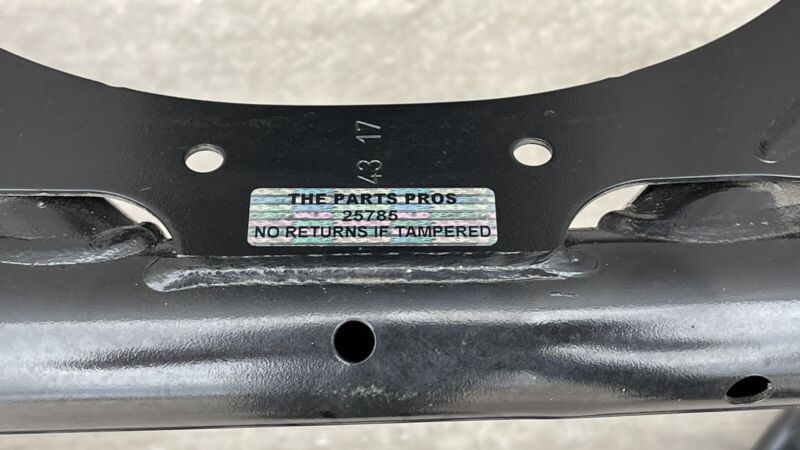 43 17
THE PARTS PROS
25785
NO RETURNS IF TAMPERED